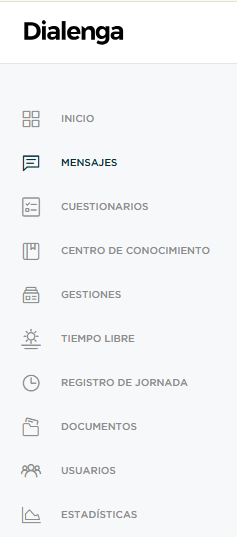 Dialenga
INICIO
MENSAJES
CUESTIONARIOS
CENTRO DE CONOCIMIENTO
GESTIONES
TIEMPO LIBRE
REGISTRO DE JORNADA
DOCUMENTOS
USUARIOS
ESTADÍSTICAS